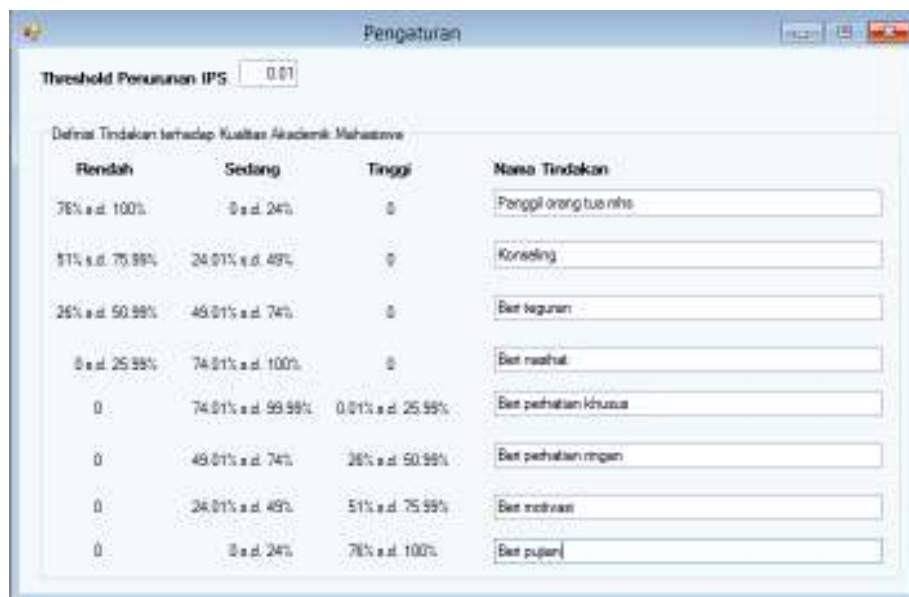 Pengaturan
Threshold Penurunan IPS 0.01
Definisi Tindakan terhadap Kualitas Akademik Mahasiswa
Rendah Sedang Tinggi Nama Tindakan
76% s.d. 100% 0 s.d. 24% 0 Panggil orang tua mhs
51% s.d. 75.99% 24.01% s.d. 49% 0 Konseling
26% s.d. 50.99% 49.01% s.d. 74% 0 Beri teguran
0 s.d. 25.99% 74.01% s.d. 100% 0 Beri nasihat
0 74.01% s.d. 99.99% 0.01% s.d. 25.99% Beri perhatian khusus
0 49.01% s.d. 74% 26% s.d. 50.99% Beri perhatian ringan
0 24.01% s.d. 49% 51% s.d. 75.99% Beri motivasi
0 0 s.d. 24% 76% s.d. 100% Beri pujian